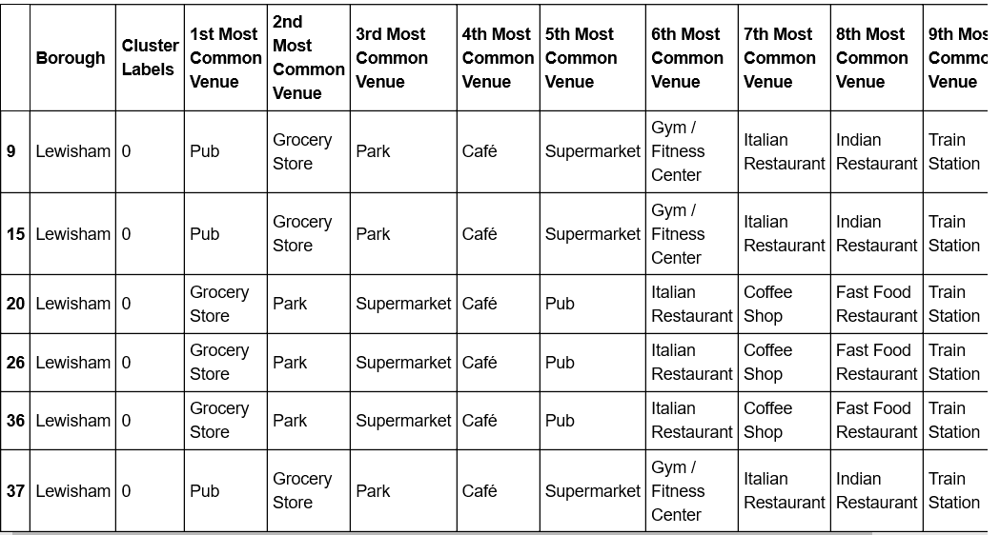 Borough Cluster Labels 1st Most Common Venue 2nd Most Common Venue 3rd Most Common Venue 4th Most Common Venue 5th Most Common Venue 6th Most Common Venue 7th Most Common Venue 8th Most Common Venue 9th Mos Commo Venue
9 Lewisham 0 Pub Grocery Store Park Café Supermarket Gym / Fitness Center Italian Restaurant Indian Restaurant Train Station
15 Lewisham 0 Pub Grocery Store Park Café Supermarket Gym / Fitness Center Italian Restaurant Indian Restaurant Train Station
20 Lewisham 0 Grocery Store Park Supermarket Café Pub Italian Restaurant Coffee Shop Fast Food Restaurant Train Station
26 Lewisham 0 Grocery Store Park Supermarket Café Pub Italian Restaurant Coffee Shop Fast Food Restaurant Train Station
36 Lewisham 0 Grocery Store Park Supermarket Café Pub Italian Restaurant Coffee Shop Fast Food Restaurant Train Station
37 Lewisham 0 Pub Grocery Store Park Café Supermarket Gym / Fitness Center Italian Restaurant Indian Restaurant Train Station